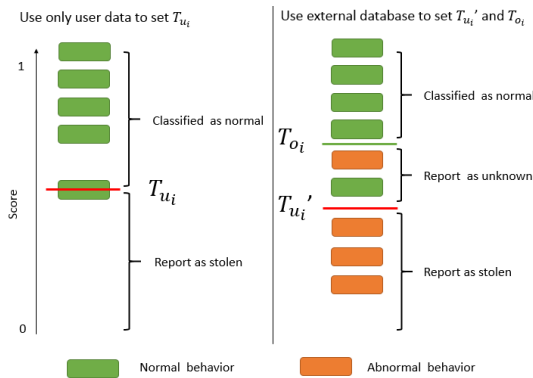 Use only user data to set T_{u_i}
1
Classified as normal
T_{u_i}
Score
Report as stolen
0
Use external database to set T_{u_i}' and T_{o_i}
Classified as normal
T_{o_i}
Report as unknown
T_{u_i}'
Report as stolen
Normal behavior
Abnormal behavior